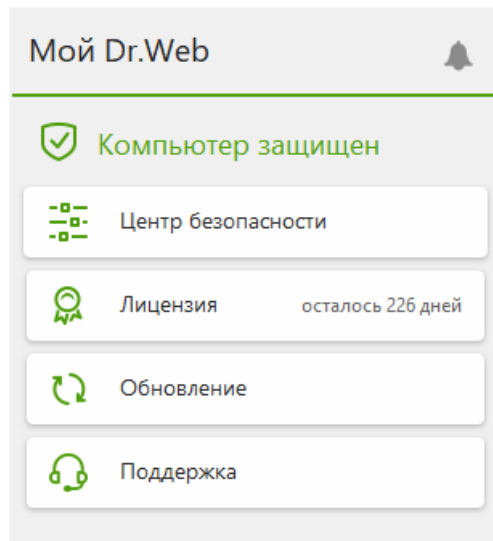 Мой Dr.Web
Компьютер защищен
Центр безопасности
Лицензия осталось 226 дней
Обновление
Поддержка